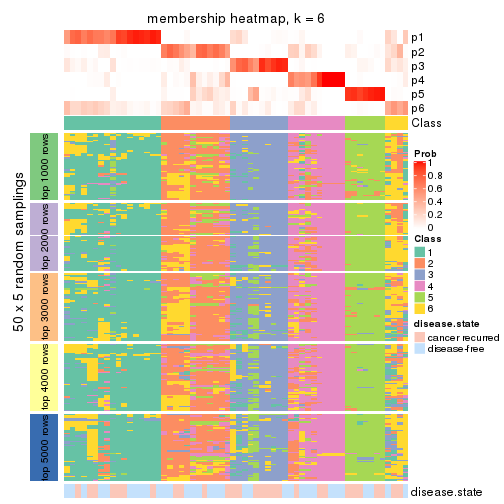 membership heatmap, k = 6
p1
p2
p3
p4
p5
p6
Class
50 x 5 random samplings
top 1000 rows
top 2000 rows
top 3000 rows
top 4000 rows
top 5000 rows
Prob
1
0.8
0.6
0.4
0.2
0
Class
1
2
3
4
5
6
disease.state
cancer recurred
disease-free
disease.state